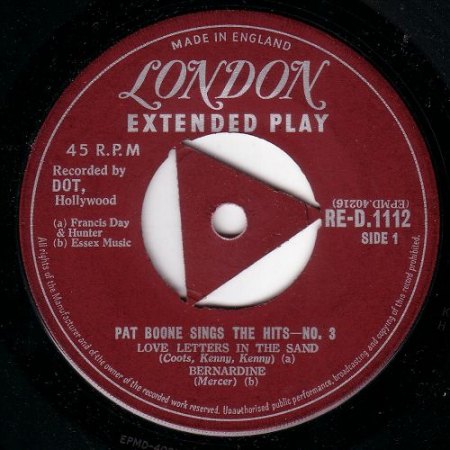 MADE IN ENGLAND
LONDON
EXTENDED PLAY
45 R.P.M
Recorded by
DOT,
Hollywood
(a) Francis Day
& Hunter
(b) Essex Music
(EPMD.40216)
RE-D.1112
SIDE 1
PAT BOONE SINGS THE HITS—NO. 3
LOVE LETTERS IN THE SAND
(Coots, Kenny, Kenny) (a)
BERNARDINE
(Mercer) (b)
All rights of the Manufacturer and of the owner of the recorded work reserved. Unauthorised public performance, broadcasting and copying of this record prohibited.